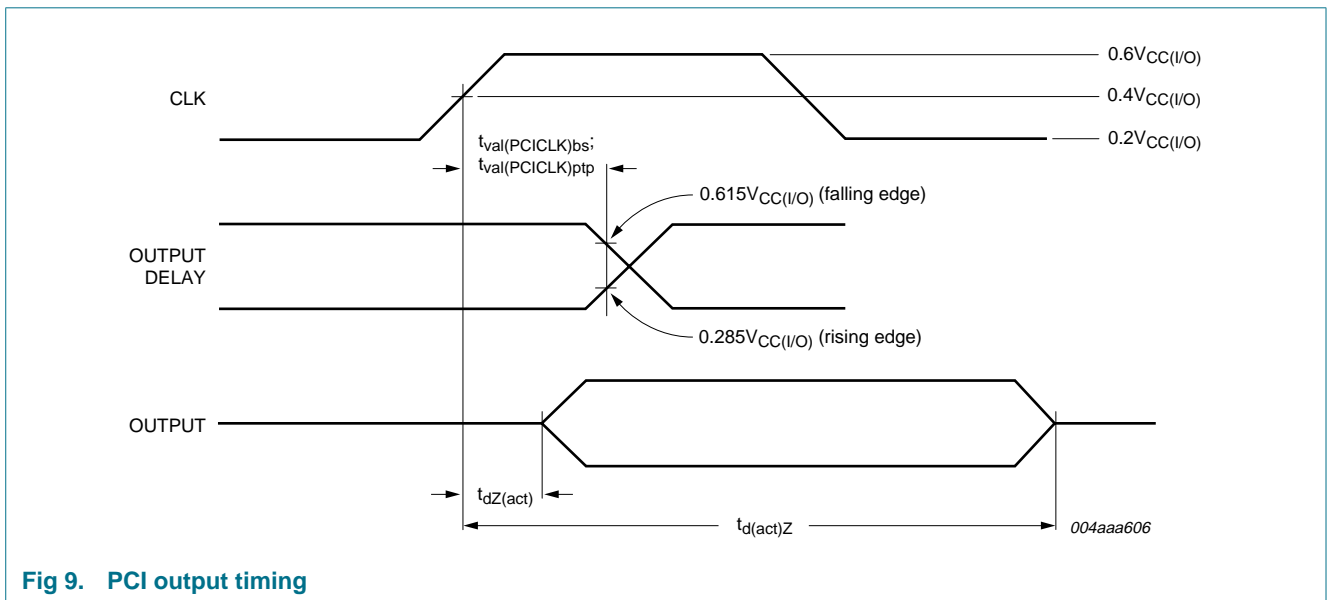 0.6VCC(I/O)
CLK
0.4VCC(I/O)
0.2VCC(I/O)
tval(PCICLK)bs;
tval(PCICLK)ptp
0.615VCC(I/O) (falling edge)
OUTPUT
DELAY
0.285VCC(I/O) (rising edge)
OUTPUT
tdZ(act)
td(act)Z
004aaa606
Fig 9. PCI output timing